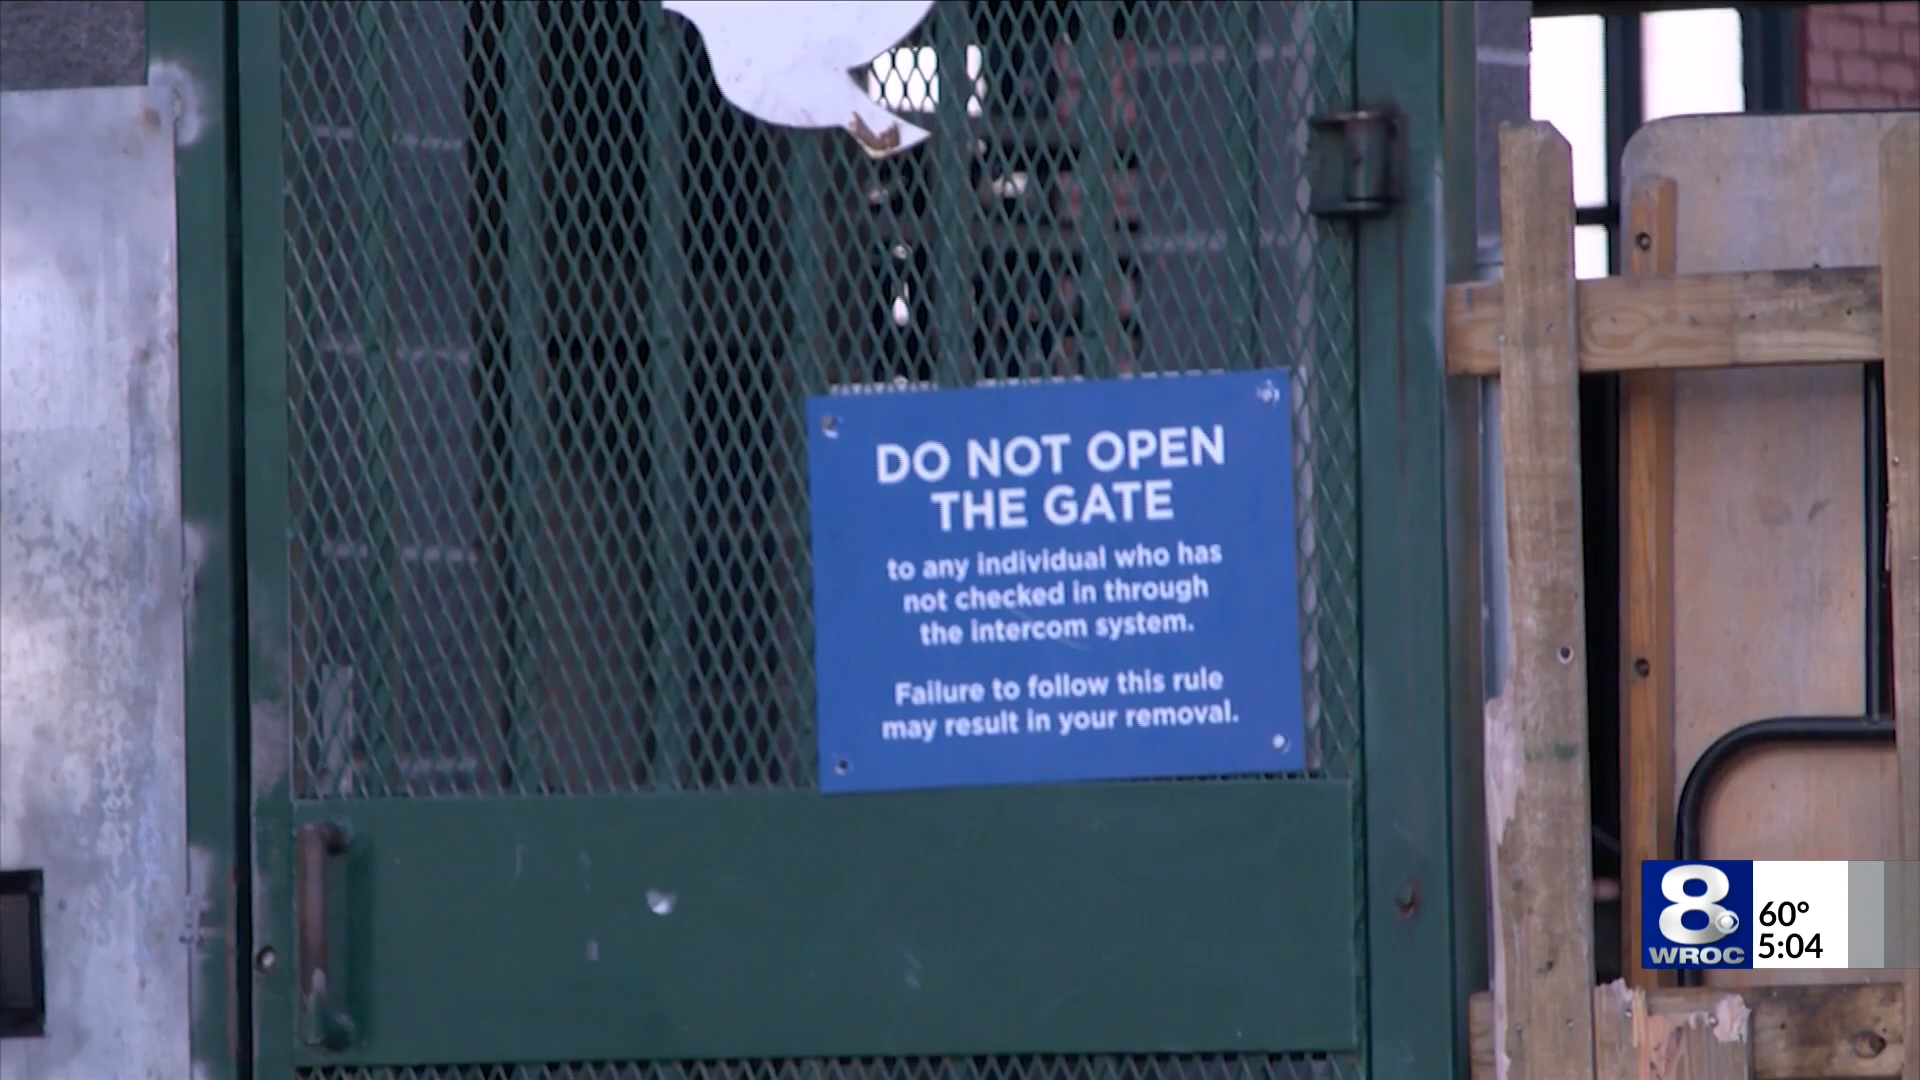 DO NOT OPEN
THE GATE
to any individual who has
not checked in through
the intercom system.
Failure to follow this rule
may result in your removal.
8
WROC
60°
5:04